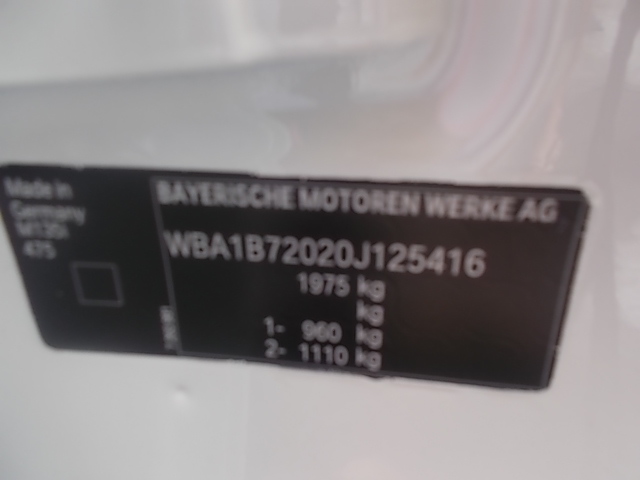 Made in
Germany
M135i
475
BAYERISCHE MOTOREN WERKE AG
WBA1B72020J125416
1975 kg
kg
1- 960 kg
2- 1110 kg